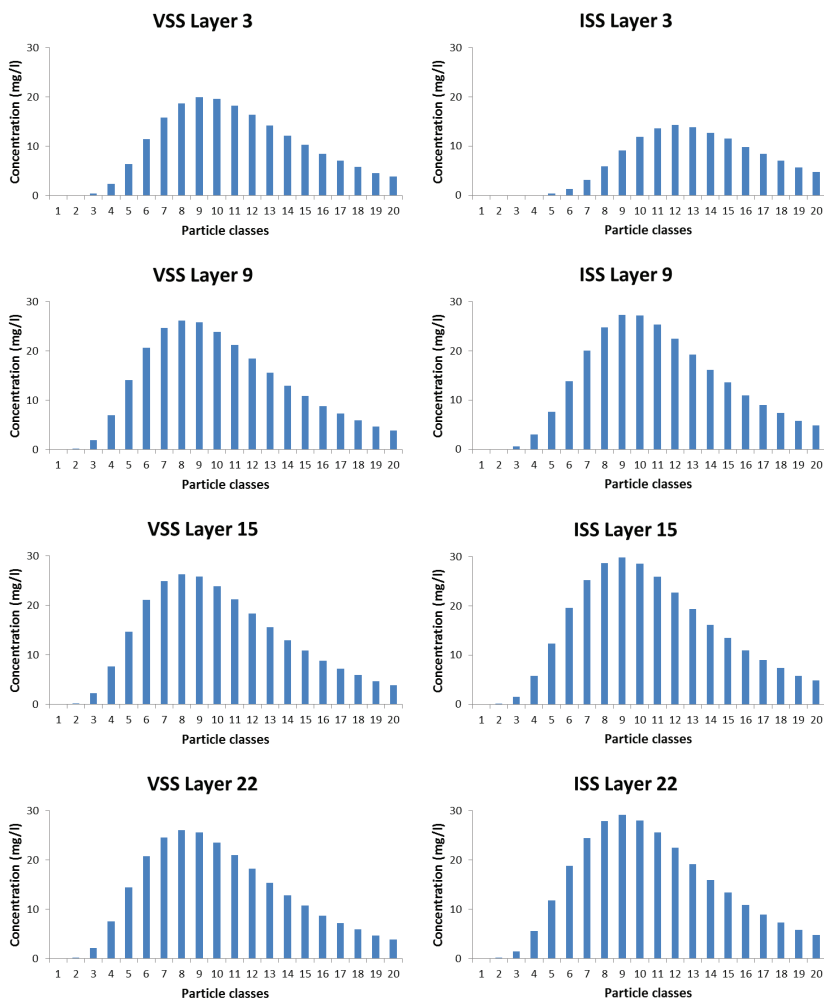 VSS Layer 3
30
20
10
0
Concentration (mg/l)
1 2 3 4 5 6 7 8 9 10 11 12 13 14 15 16 17 18 19 20
Particle classes
ISS Layer 3
30
20
10
0
Concentration (mg/l)
1 2 3 4 5 6 7 8 9 10 11 12 13 14 15 16 17 18 19 20
Particle classes
VSS Layer 9
30
20
10
0
Concentration (mg/l)
1 2 3 4 5 6 7 8 9 10 11 12 13 14 15 16 17 18 19 20
Particle classes
ISS Layer 9
30
20
10
0
Concentration (mg/l)
1 2 3 4 5 6 7 8 9 10 11 12 13 14 15 16 17 18 19 20
Particle classes
VSS Layer 15
30
20
10
0
Concentration (mg/l)
1 2 3 4 5 6 7 8 9 10 11 12 13 14 15 16 17 18 19 20
Particle classes
ISS Layer 15
30
20
10
0
Concentration (mg/l)
1 2 3 4 5 6 7 8 9 10 11 12 13 14 15 16 17 18 19 20
Particle classes
VSS Layer 22
30
20
10
0
Concentration (mg/l)
1 2 3 4 5 6 7 8 9 10 11 12 13 14 15 16 17 18 19 20
Particle classes
ISS Layer 22
30
20
10
0
Concentration (mg/l)
1 2 3 4 5 6 7 8 9 10 11 12 13 14 15 16 17 18 19 20
Particle classes